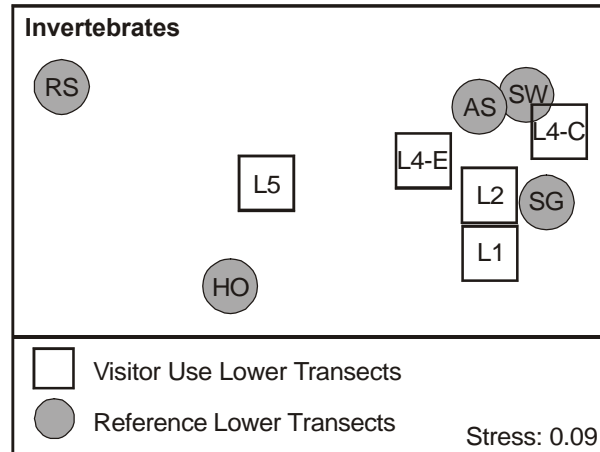 Invertebrates
RS
SW
AS
L4-C
L4-E
L5
L2
SG
L1
HO
Visitor Use Lower Transects
Reference Lower Transects
Stress: 0.09